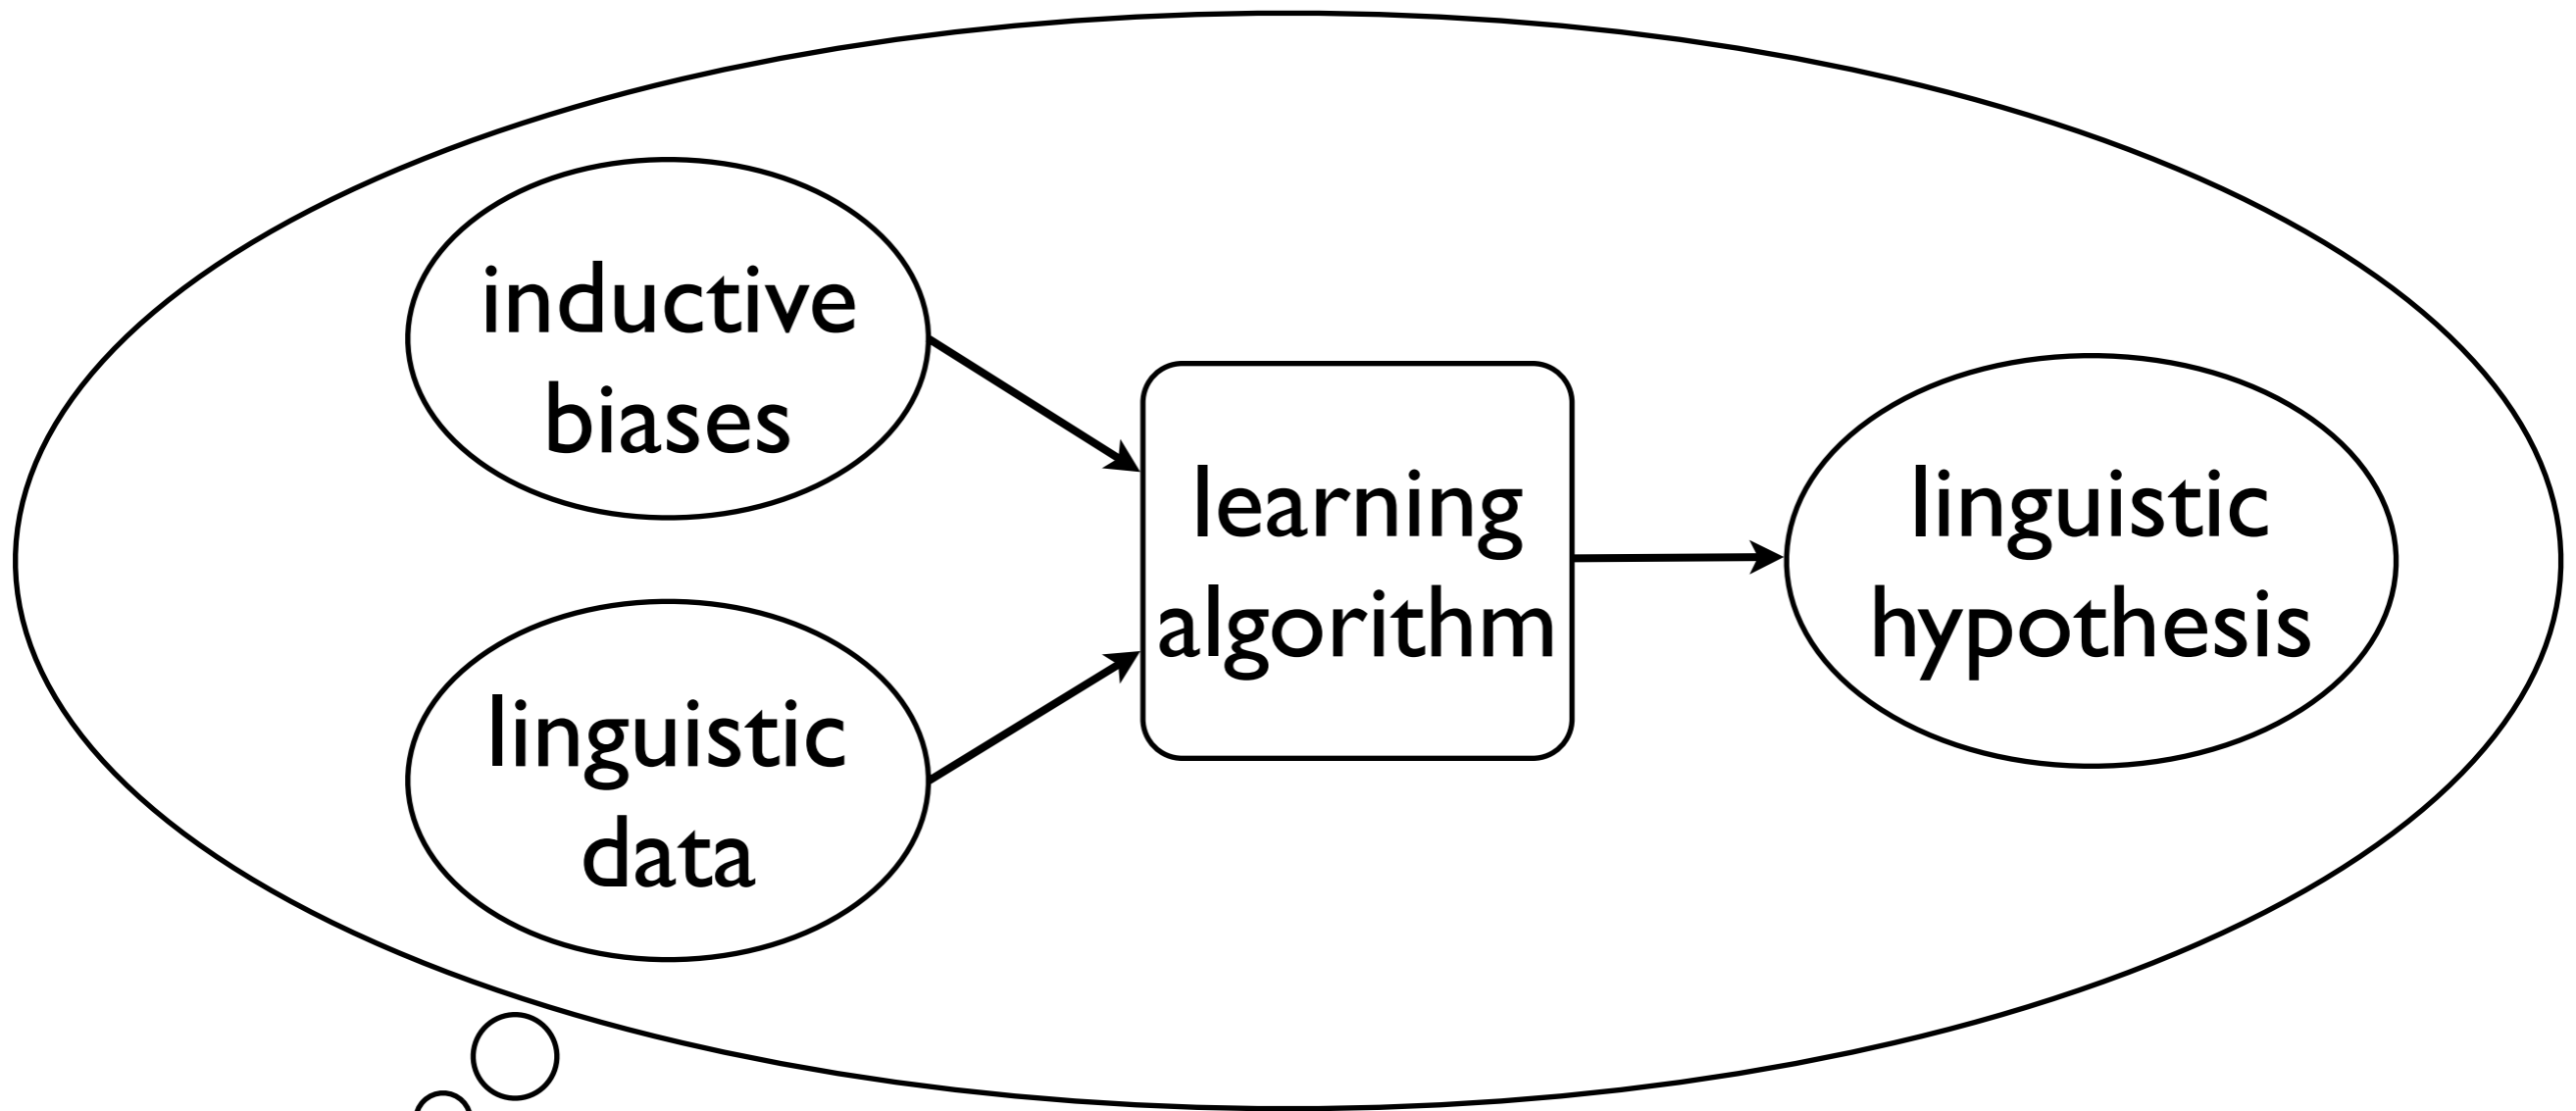 inductive
biases
linguistic
data
learning
algorithm
linguistic
hypothesis